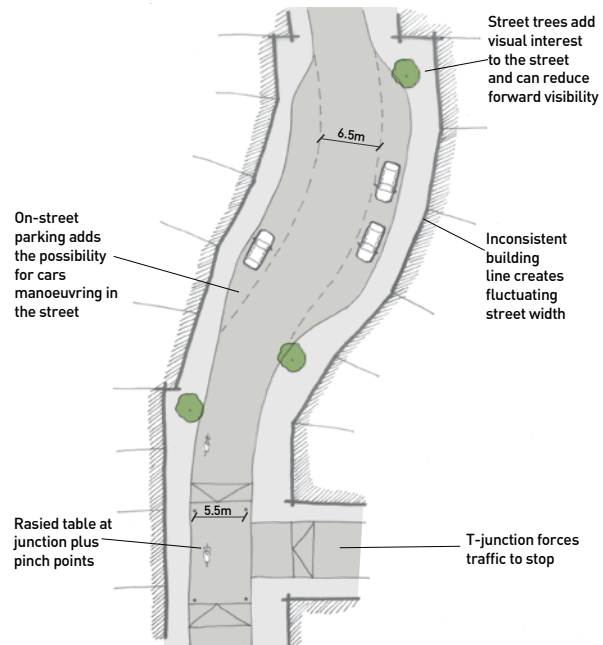 Street trees add
visual interest
to the street
and can reduce
forward visibility
6.5m
On-street
parking adds
the possibility
for cars
manoeuvring in
the street
Inconsistent
building
line creates
fluctuating
street width
5.5m
Rasied table at
junction plus
pinch points
T-junction forces
traffic to stop